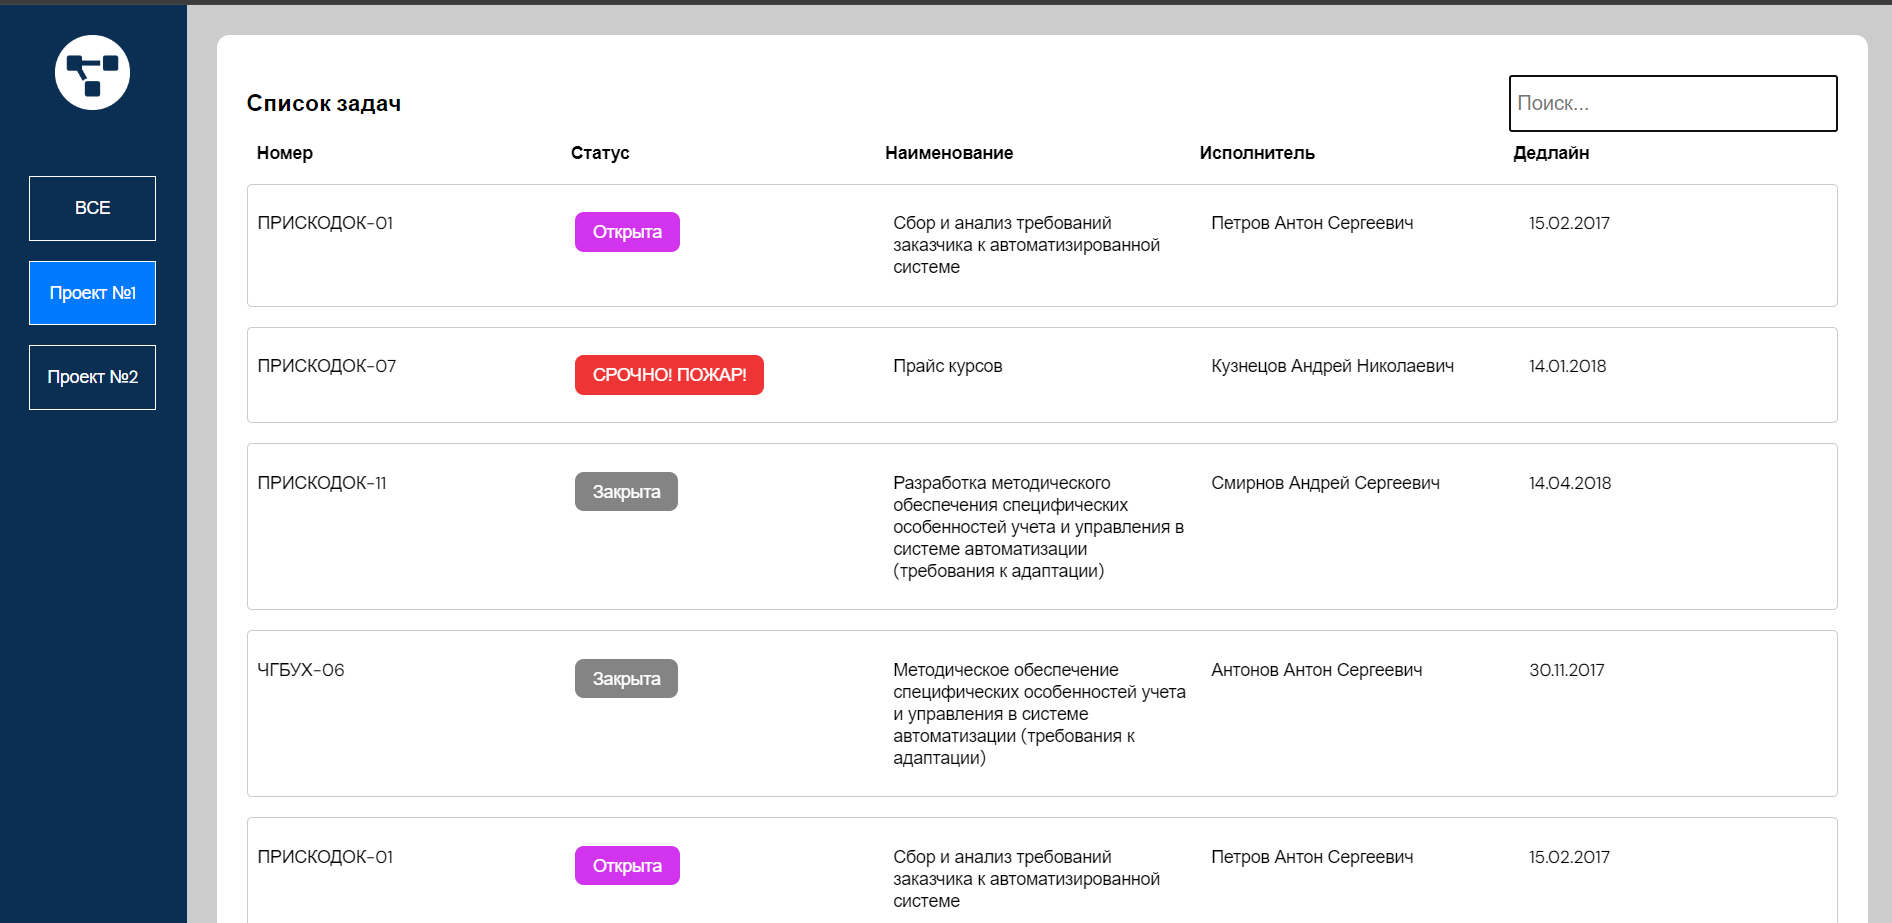 ВСЕ
Проект №1
Проект №2
Список задач
Поиск...
Номер Статус Наименование Исполнитель Дедлайн
ПРИСКОДОК-01 Открыта Сбор и анализ требований Петров Антон Сергеевич 15.02.2017
заказчика к автоматизированной
системе
ПРИСКОДОК-07 СРОЧНО! ПОЖАР! Прайс курсов Кузнецов Андрей Николаевич 14.01.2018
ПРИСКОДОК-11 Закрыта Разработка методического Смирнов Андрей Сергеевич 14.04.2018
обеспечения специфических
особенностей учета и управления в
системе автоматизации
(требования к адаптации)
ЧГБУХ-06 Закрыта Методическое обеспечение Антонов Антон Сергеевич 30.11.2017
специфических особенностей учета
и управления в системе
автоматизации (требования к
адаптации)
ПРИСКОДОК-01 Открыта Сбор и анализ требований Петров Антон Сергеевич 15.02.2017
заказчика к автоматизированной
системе